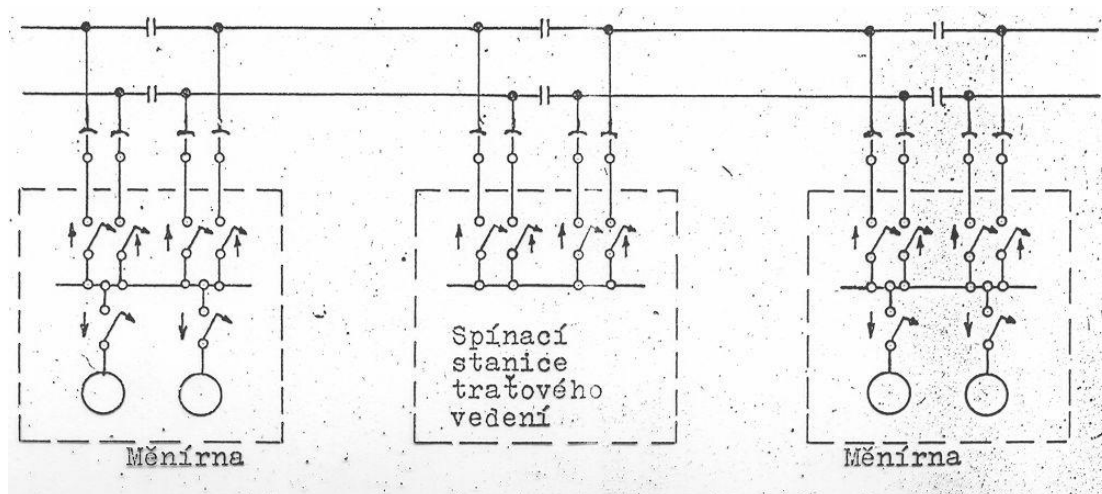 Spínací
stanice
traťového
vedení
Měnírna
Měnírna